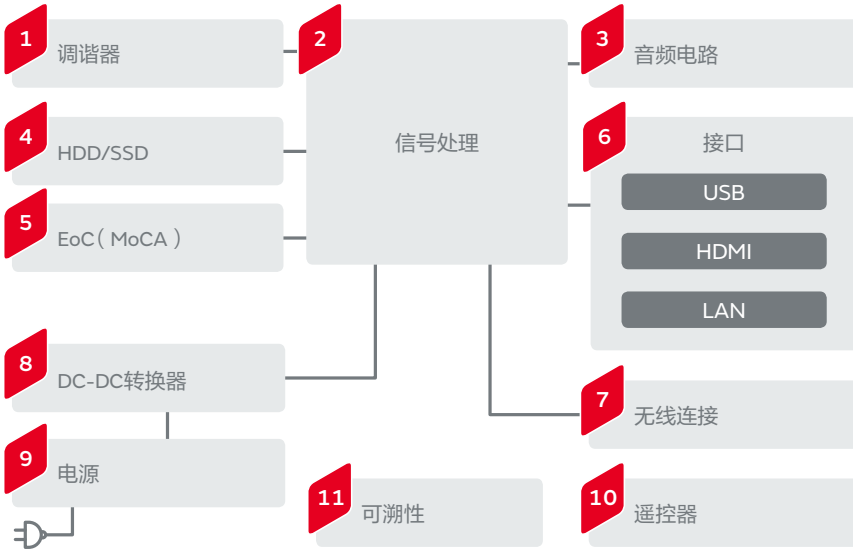 1
调谐器
2
信号处理
3
音频电路
4
HDD/SSD
5
EoC（MoCA）
6
接口
USB
HDMI
LAN
7
无线连接
8
DC-DC转换器
9
电源
10
遥控器
11
可溯性